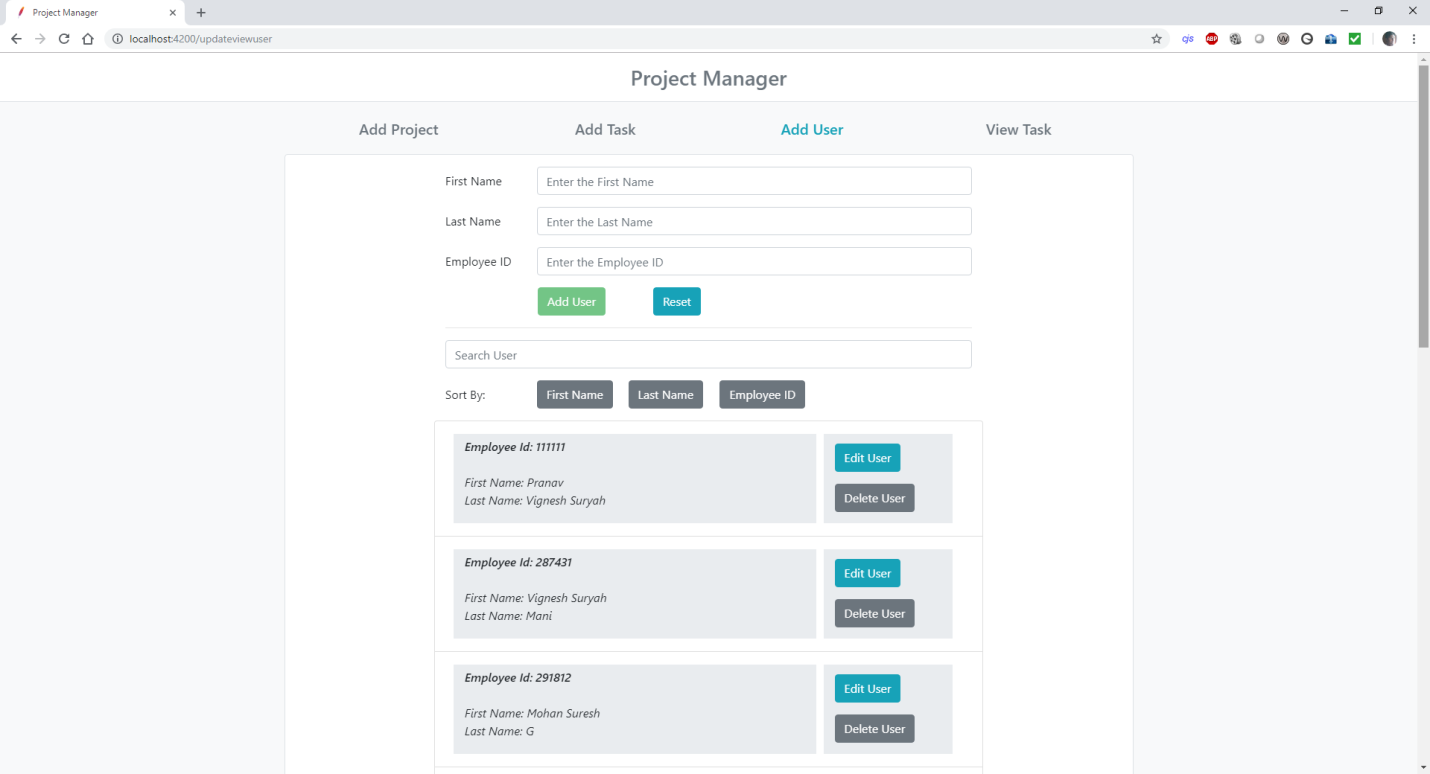 Project Manager
localhost:4200/updateviewuser
cjs
ABP
Project Manager
Add Project
Add Task
Add User
View Task
First Name
Enter the First Name
Last Name
Enter the Last Name
Employee ID
Enter the Employee ID
Add User
Reset
Search User
Sort By:
First Name
Last Name
Employee ID
Employee Id: 111111
First Name: Pranav
Last Name: Vignesh Suryah
Edit User
Delete User
Employee Id: 287431
First Name: Vignesh Suryah
Last Name: Mani
Edit User
Delete User
Employee Id: 291812
First Name: Mohan Suresh
Last Name: G
Edit User
Delete User